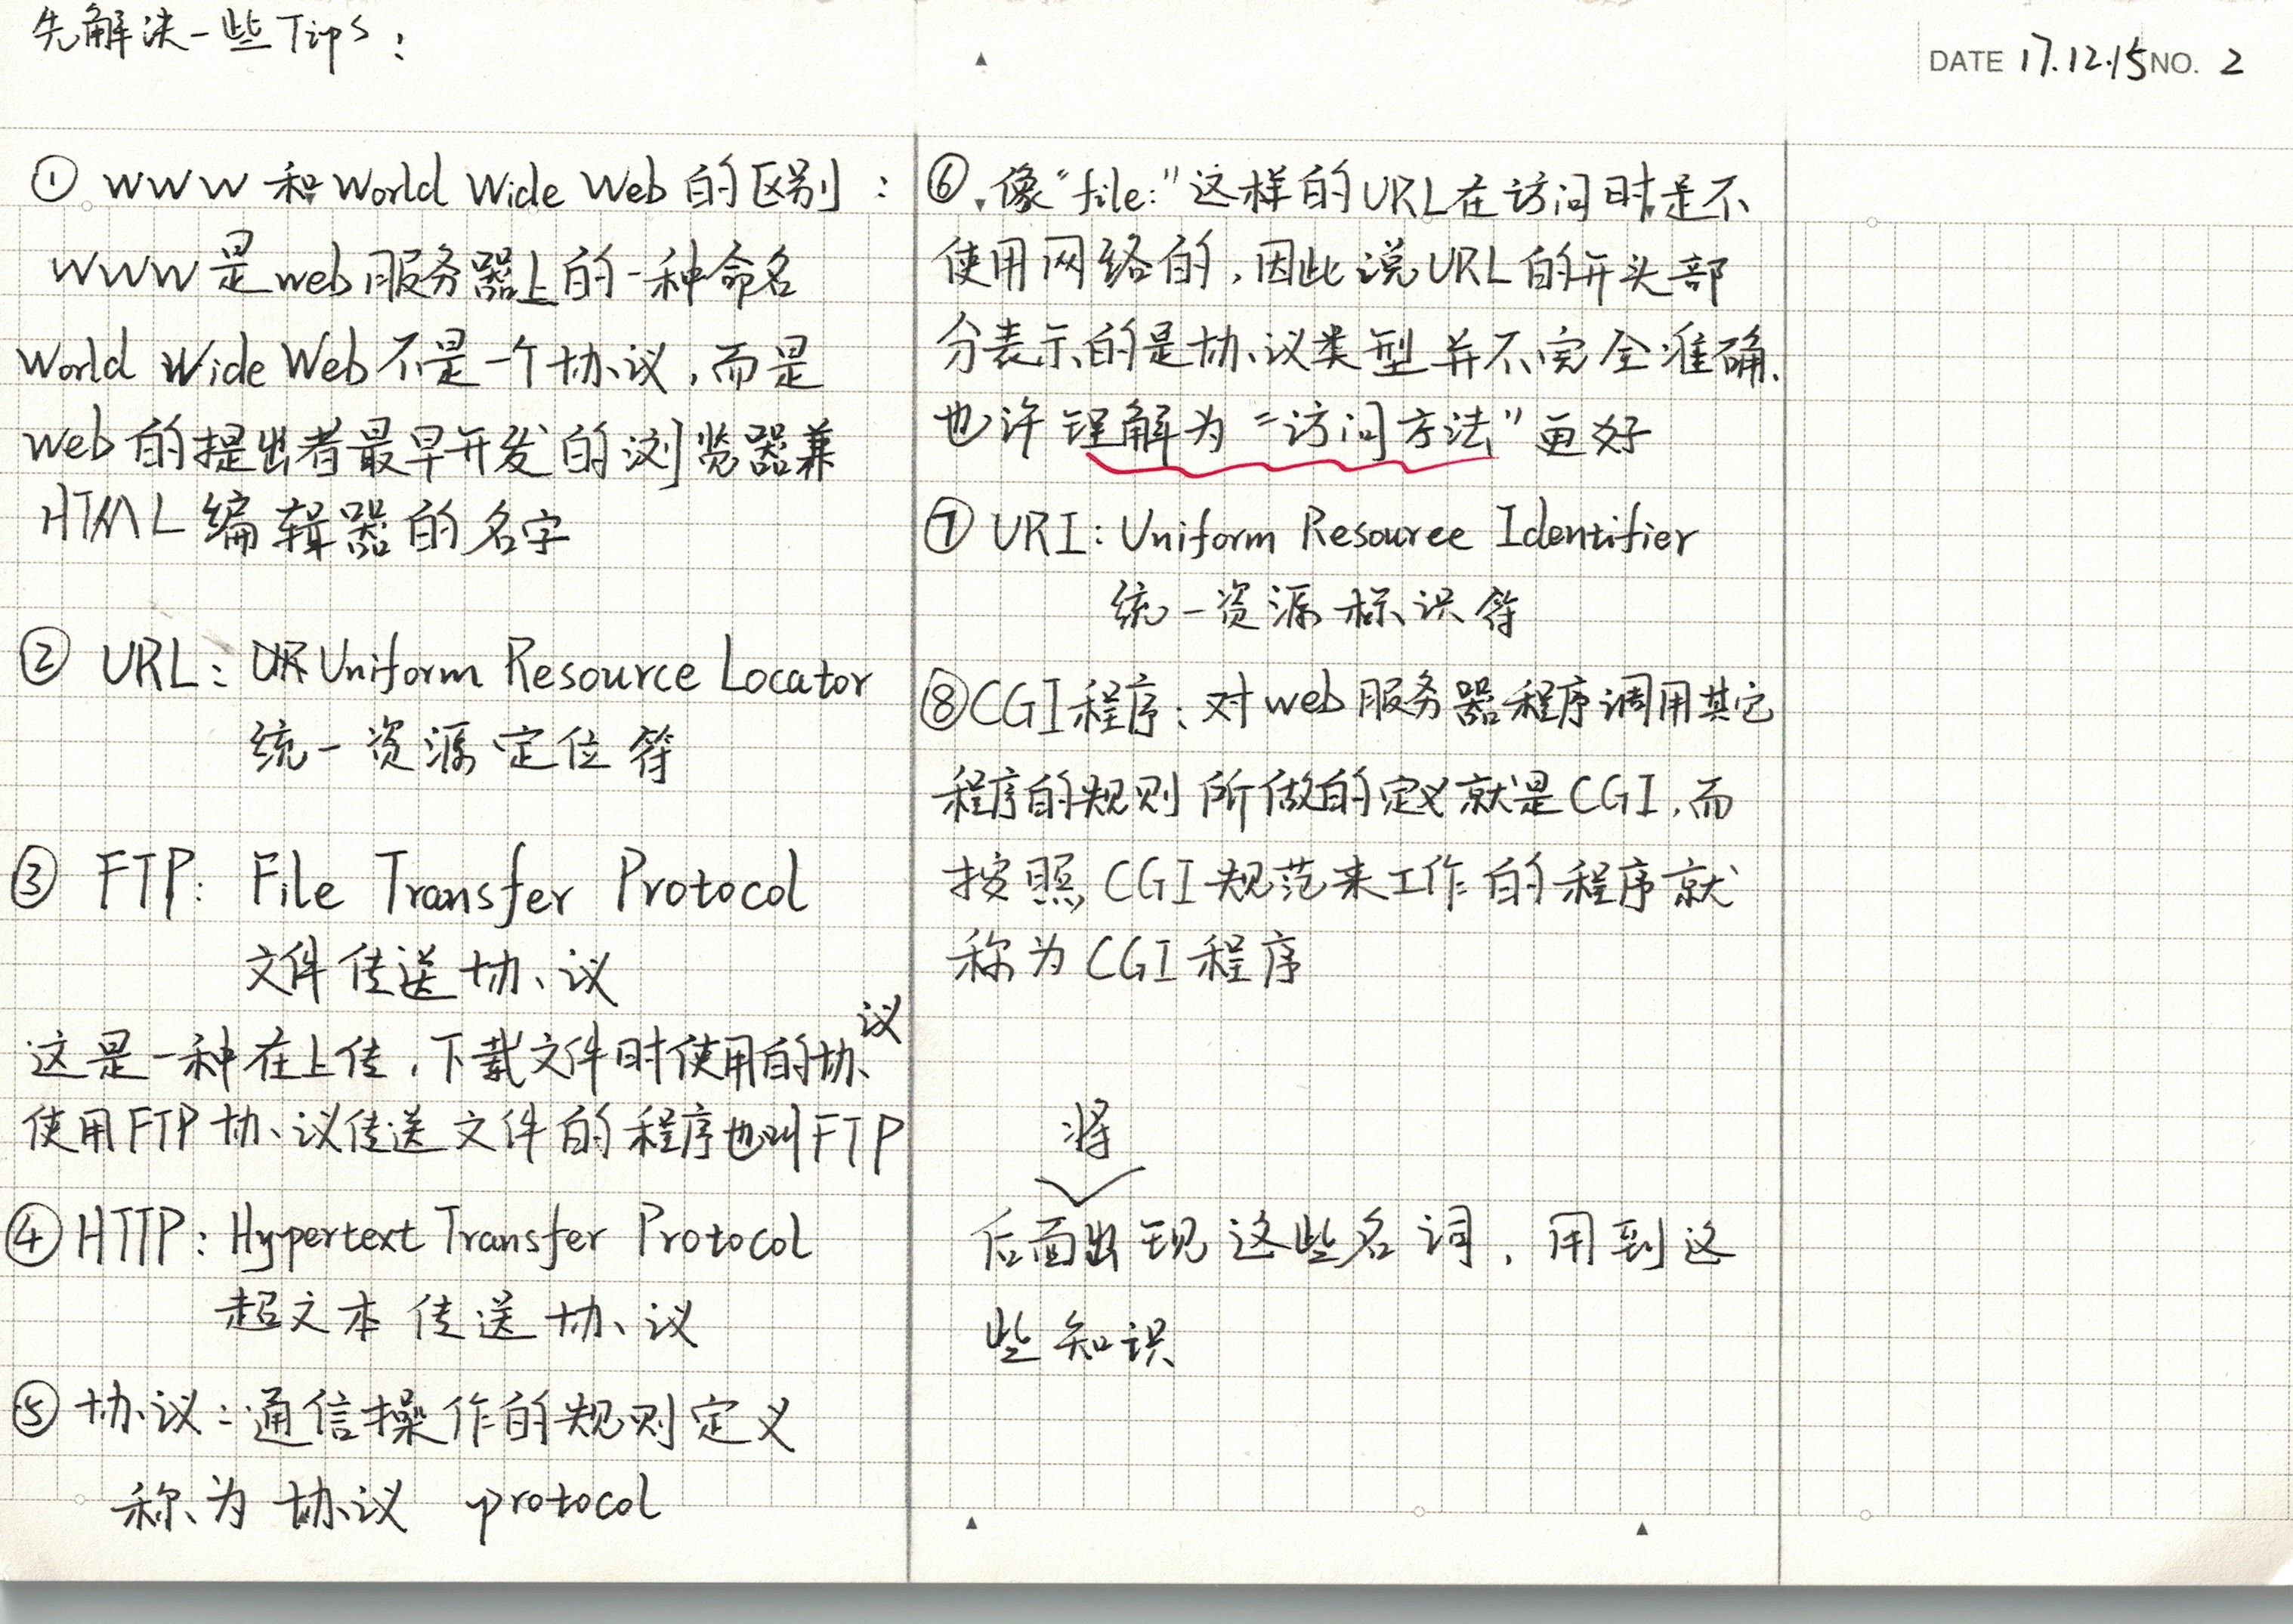 先解决一些Tips:
DATE 17.12.15 NO. 2
① WWW 和 World Wide Web 的区别:
WWW是web服务器上的一种命名
World Wide Web 不是一个协议,而是
Web的提出者最早开发的浏览器兼
HTML编辑器的名字
② URL: Uniform Resource Locator
统一资源定位符
③ FTP: File Transfer Protocol
文件传送协议
这是一种在上传,下载文件时使用的协议
使用FTP协议传送文件的程序也叫FTP
④ HTTP: Hypertext Transfer Protocol
超文本传送协议
⑤ 协议:通信操作的规则定义
称为协议 protocol
⑥ 像"file:"这样的URL在访问时是不
使用网络的,因此说URL的开头部
分表示的是协议类型并不完全准确、
也许理解为"访问方法"更好
⑦ URI: Uniform Resouree Identifier
统一资源标识符
⑧CGI程序:对web服务器程序调用其它
程序的规则所做的定义就是CGI,而
按照CGI规范来工作的程序就
称为CGI程序
将
后面出现这些名词,用到这
些知识